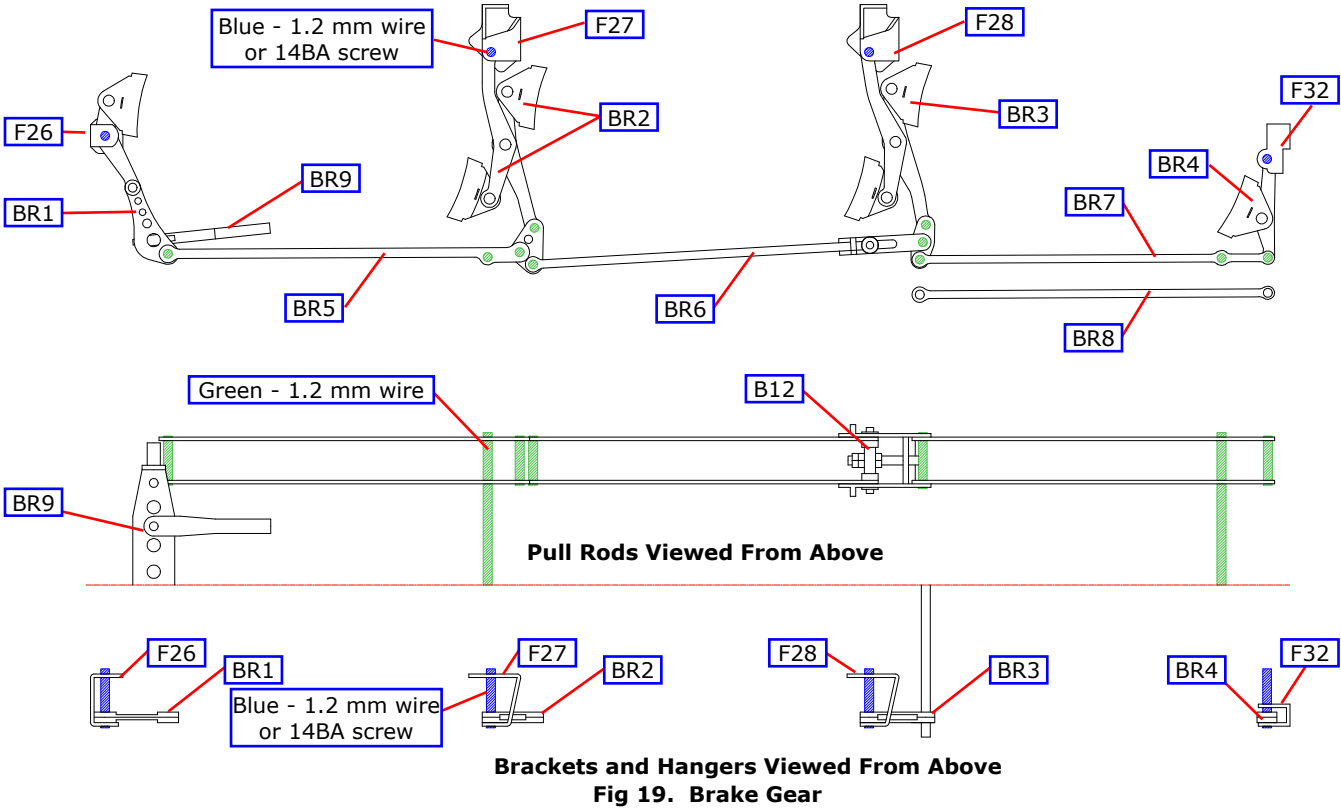 Blue - 1.2 mm wire
or 14BA screw
F27
F28
F32
F26
BR2
BR3
BR4
BR9
BR1
BR7
BR5
BR6
BR8
Green - 1.2 mm wire
B12
BR9
Pull Rods Viewed From Above
F26
BR1
F27
BR2
F28
BR3
BR4
F32
Blue - 1.2 mm wire
or 14BA screw
Brackets and Hangers Viewed From Above
Fig 19. Brake Gear